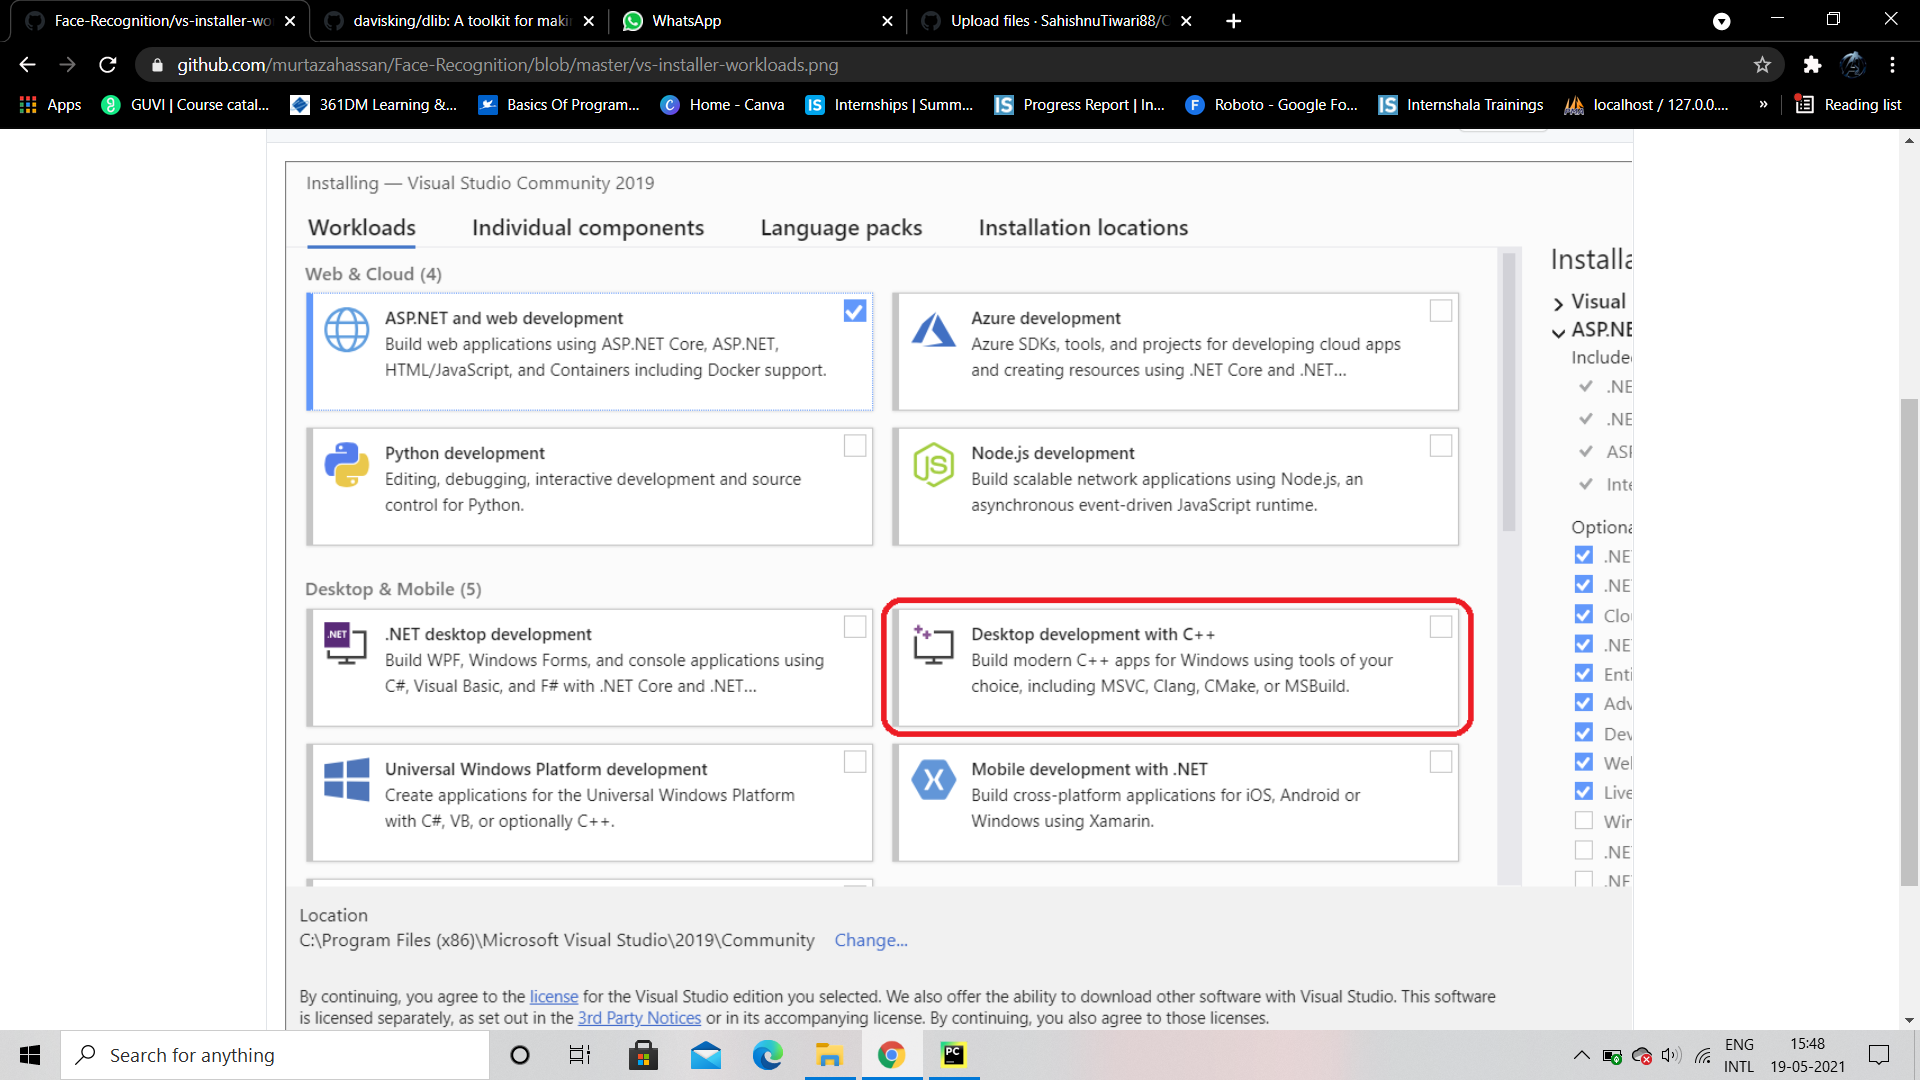 Face-Recognition/vs-installer-wo
davisking/dlib: A toolkit for maki
WhatsApp
Upload files · SahishnuTiwari88/C
github.com/murtazahassan/Face-Recognition/blob/master/vs-installer-workloads.png
Apps
GUVI | Course catal...
361DM Learning &...
Basics Of Program...
Home - Canva
Internships | Summ...
Progress Report | In...
Roboto - Google Fo...
Internshala Trainings
localhost / 127.0.0....
»
Reading list
Installing — Visual Studio Community 2019
Workloads
Individual components
Language packs
Installation locations
Web & Cloud (4)
ASP.NET and web development
Build web applications using ASP.NET Core, ASP.NET,
HTML/JavaScript, and Containers including Docker support.
Azure development
Azure SDKs, tools, and projects for developing cloud apps
and creating resources using .NET Core and .NET...
Python development
Editing, debugging, interactive development and source
control for Python.
Node.js development
Build scalable network applications using Node.js, an
asynchronous event-driven JavaScript runtime.
Desktop & Mobile (5)
.NET desktop development
Build WPF, Windows Forms, and console applications using
C#, Visual Basic, and F# with .NET Core and .NET...
Desktop development with C++
Build modern C++ apps for Windows using tools of your
choice, including MSVC, Clang, CMake, or MSBuild.
Universal Windows Platform development
Create applications for the Universal Windows Platform
with C#, VB, or optionally C++.
Mobile development with .NET
Build cross-platform applications for iOS, Android or
Windows using Xamarin.
Installa
Visual
ASP.NE
Include
.NE
.NE
ASI
Inte
Optiona
.NE
.NE
Clo
.NE
Enti
Adv
Dev
Wel
Live
Wir
.NE
.NE
Location
C:\Program Files (x86)\Microsoft Visual Studio\2019\Community
Change...
By continuing, you agree to the license for the Visual Studio edition you selected. We also offer the ability to download other software with Visual Studio. This software
is licensed separately, as set out in the 3rd Party Notices or in its accompanying license. By continuing, you also agree to those licenses.
Search for anything
ENG
INTL
15:48
19-05-2021